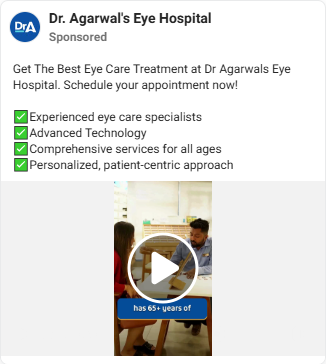 DrA
Dr. Agarwal's Eye Hospital
Sponsored
Get The Best Eye Care Treatment at Dr Agarwals Eye
Hospital. Schedule your appointment now!
✅Experienced eye care specialists
✅Advanced Technology
✅Comprehensive services for all ages
✅Personalized, patient-centric approach
has 65+ years of